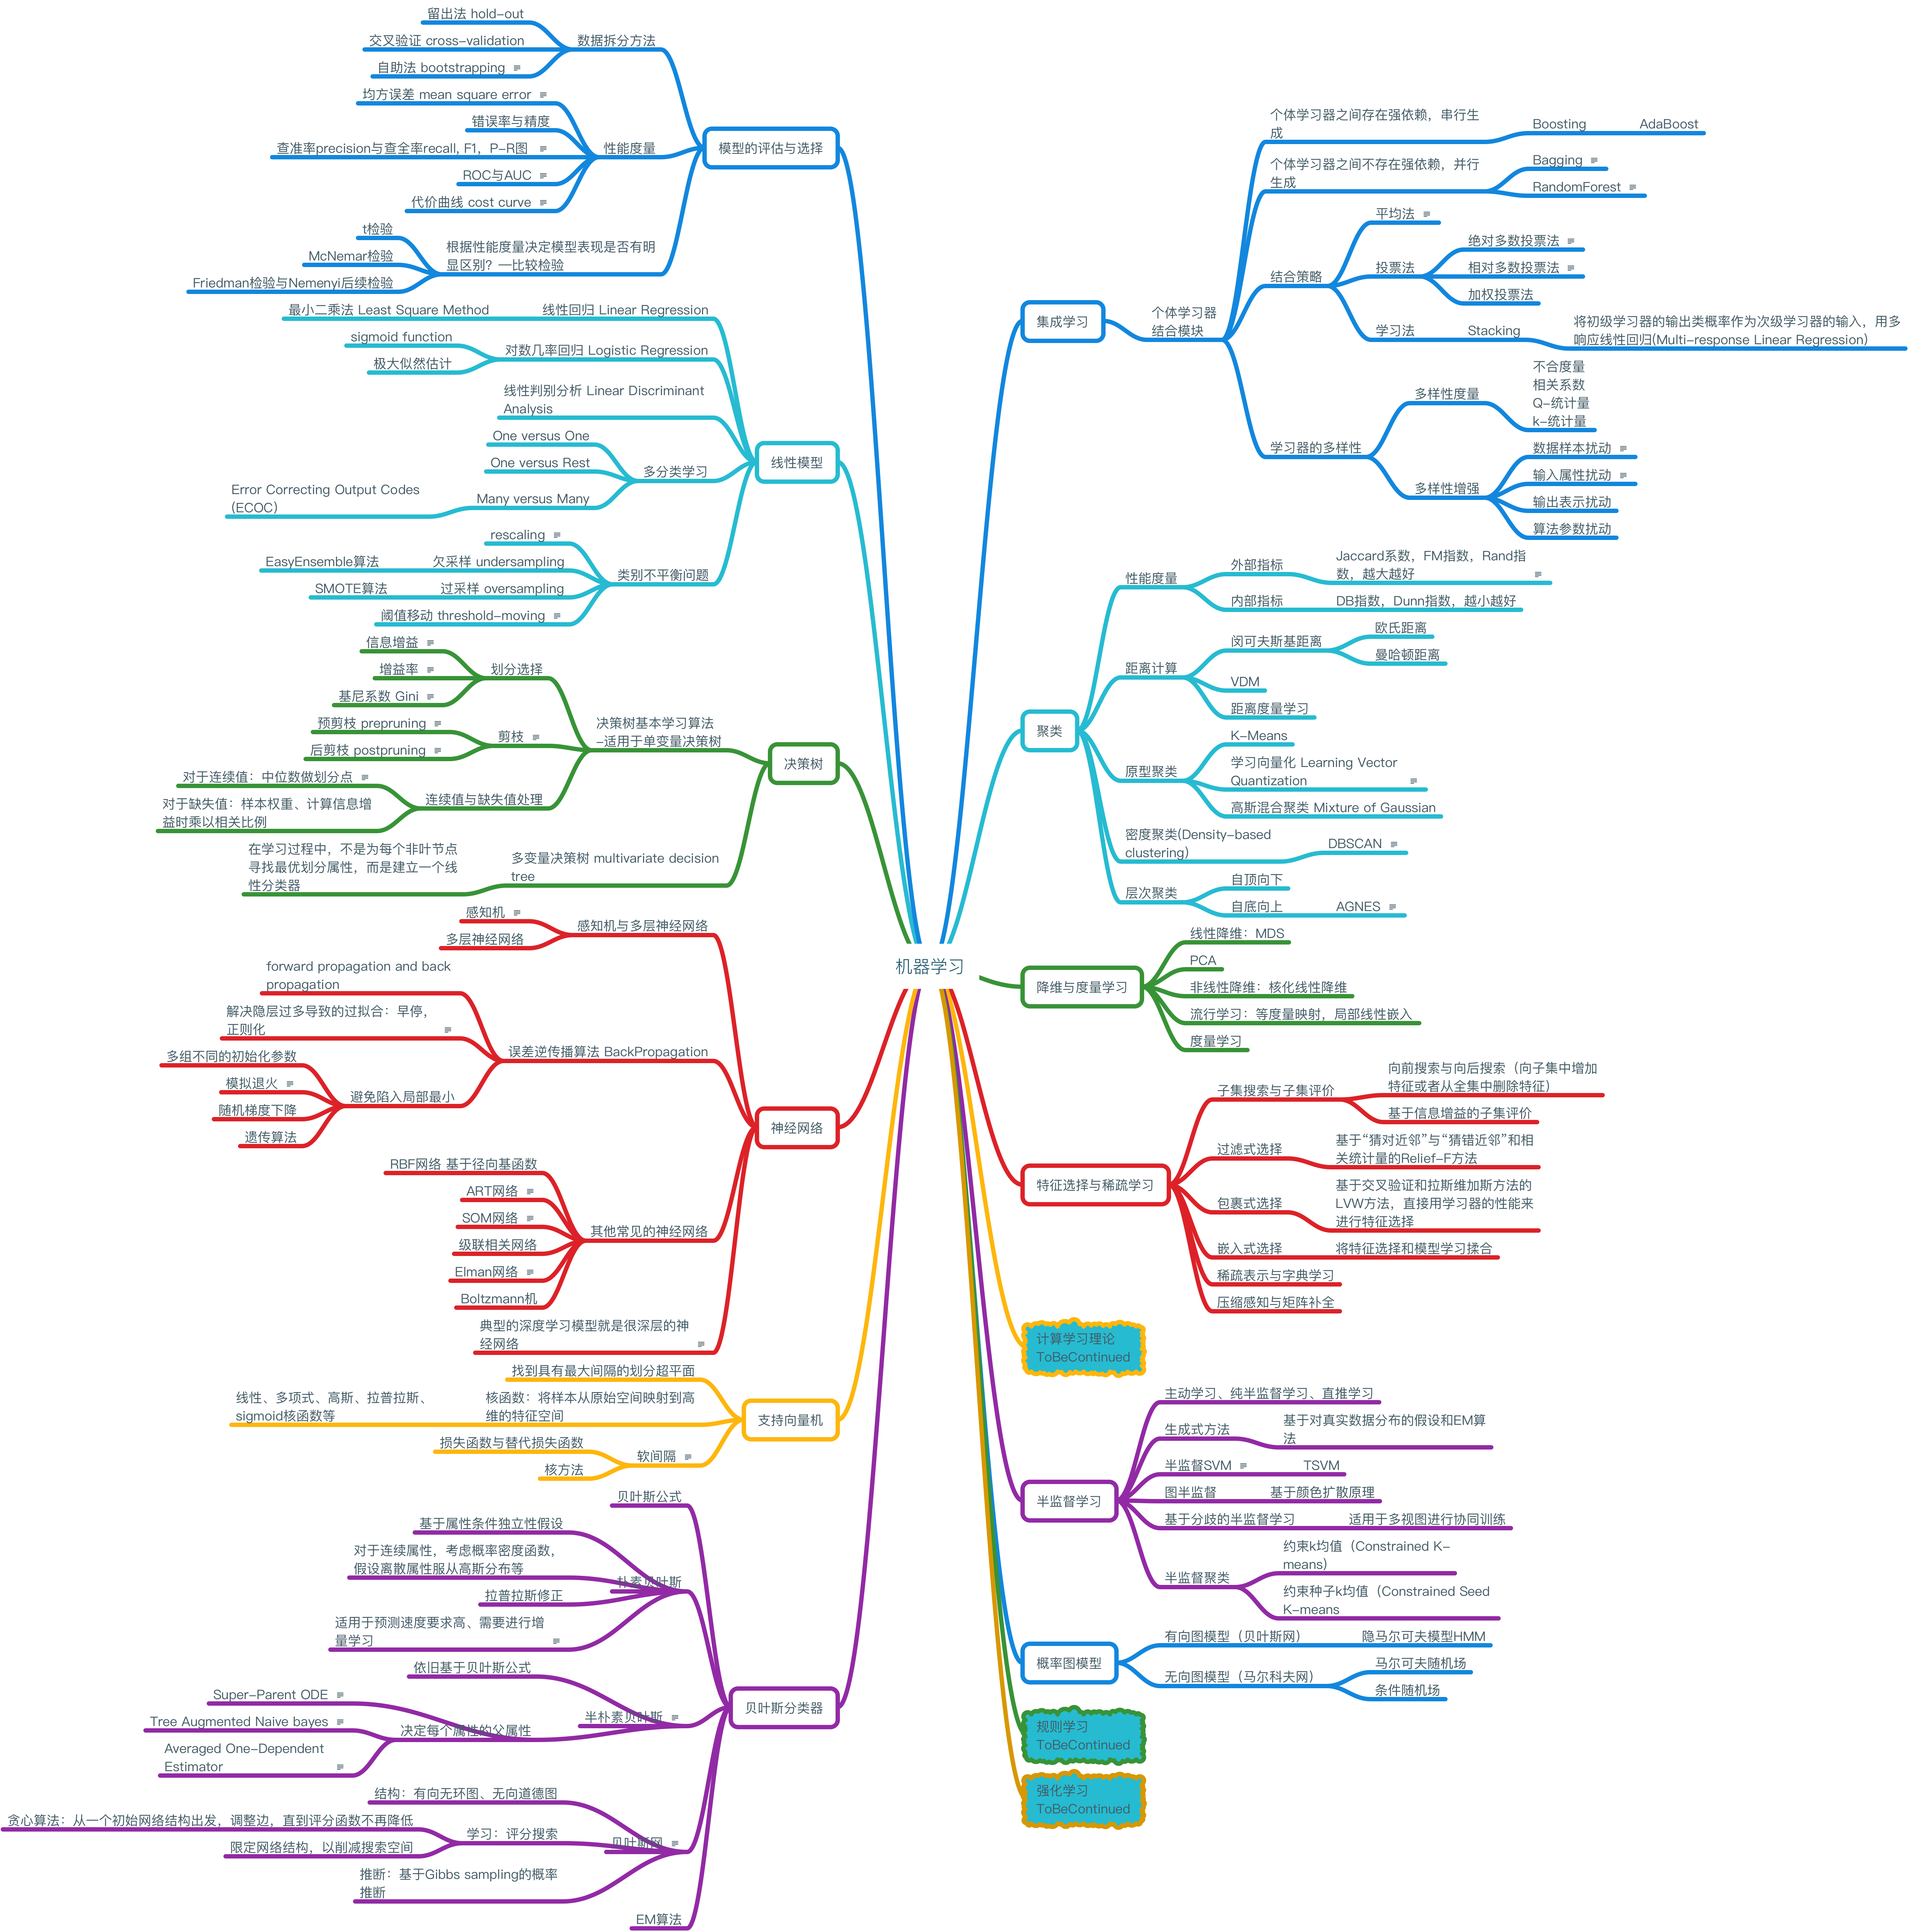 机器学习
模型的评估与选择
数据拆分方法
留出法 hold-out
交叉验证 cross-validation
自助法 bootstrapping
性能度量
均方误差 mean square error
错误率与精度
查准率precision与查全率recall, F1，P-R图
ROC与AUC
代价曲线 cost curve
根据性能度量决定模型表现是否有明
显区别？—比较检验
t检验
McNemar检验
Friedman检验与Nemenyi后续检验
线性模型
线性回归 Linear Regression
最小二乘法 Least Square Method
对数几率回归 Logistic Regression
sigmoid function
极大似然估计
线性判别分析 Linear Discriminant
Analysis
多分类学习
One versus One
One versus Rest
Many versus Many
Error Correcting Output Codes
(ECOC)
类别不平衡问题
rescaling
欠采样 undersampling
EasyEnsemble算法
过采样 oversampling
SMOTE算法
阈值移动 threshold-moving
决策树
决策树基本学习算法
-适用于单变量决策树
划分选择
信息增益
增益率
基尼系数 Gini
剪枝
预剪枝 prepruning
后剪枝 postpruning
连续值与缺失值处理
对于连续值：中位数做划分点
对于缺失值：样本权重、计算信息增
益时乘以相关比例
多变量决策树 multivariate decision
tree
在学习过程中，不是为每个非叶节点
寻找最优划分属性，而是建立一个线
性分类器
神经网络
感知机与多层神经网络
感知机
多层神经网络
误差逆传播算法 BackPropagation
forward propagation and back
propagation
解决隐层过多导致的过拟合：早停，
正则化
避免陷入局部最小
多组不同的初始化参数
模拟退火
随机梯度下降
遗传算法
其他常见的神经网络
RBF网络 基于径向基函数
ART网络
SOM网络
级联相关网络
Elman网络
Boltzmann机
典型的深度学习模型就是很深层的神
经网络
支持向量机
找到具有最大间隔的划分超平面
核函数：将样本从原始空间映射到高
维的特征空间
线性、多项式、高斯、拉普拉斯、
sigmoid核函数等
软间隔
损失函数与替代损失函数
核方法
贝叶斯分类器
贝叶斯公式
朴素贝叶斯
基于属性条件独立性假设
对于连续属性，考虑概率密度函数，
假设离散属性服从高斯分布等
拉普拉斯修正
适用于预测速度要求高、需要进行增
量学习
半朴素贝叶斯
依旧基于贝叶斯公式
决定每个属性的父属性
Super-Parent ODE
Tree Augmented Naive bayes
Averaged One-Dependent
Estimator
贝叶斯网
结构：有向无环图、无向道德图
学习：评分搜索
贪心算法：从一个初始网络结构出发，调整边，直到评分函数不再降低
限定网络结构，以削减搜索空间
推断：基于Gibbs sampling的概率
推断
EM算法
集成学习
个体学习器
结合模块
个体学习器之间存在强依赖，串行生
成
Boosting
AdaBoost
个体学习器之间不存在强依赖，并行
生成
Bagging
RandomForest
结合策略
平均法
投票法
绝对多数投票法
相对多数投票法
加权投票法
学习法
Stacking
将初级学习器的输出类概率作为次级学习器的输入，用多
响应线性回归(Multi-response Linear Regression)
学习器的多样性
多样性度量
不合度量
相关系数
Q-统计量
k-统计量
多样性增强
数据样本扰动
输入属性扰动
输出表示扰动
算法参数扰动
聚类
性能度量
外部指标
Jaccard系数，FM指数，Rand指
数，越大越好
内部指标
DB指数，Dunn指数，越小越好
距离计算
闵可夫斯基距离
欧氏距离
曼哈顿距离
VDM
距离度量学习
原型聚类
K-Means
学习向量化 Learning Vector
Quantization
高斯混合聚类 Mixture of Gaussian
密度聚类(Density-based
clustering)
DBSCAN
层次聚类
自顶向下
自底向上
AGNES
降维与度量学习
线性降维：MDS
PCA
非线性降维：核化线性降维
流行学习：等度量映射，局部线性嵌入
度量学习
特征选择与稀疏学习
子集搜索与子集评价
向前搜索与向后搜索（向子集中增加
特征或者从全集中删除特征）
基于信息增益的子集评价
过滤式选择
基于“猜对近邻”与“猜错近邻”和相
关统计量的Relief-F方法
包裹式选择
基于交叉验证和拉斯维加斯方法的
LVW方法，直接用学习器的性能来
进行特征选择
嵌入式选择
将特征选择和模型学习揉合
稀疏表示与字典学习
压缩感知与矩阵补全
计算学习理论
ToBeContinued
半监督学习
主动学习、纯半监督学习、直推学习
生成式方法
基于对真实数据分布的假设和EM算
法
半监督SVM
TSVM
图半监督
基于颜色扩散原理
基于分歧的半监督学习
适用于多视图进行协同训练
半监督聚类
约束k均值（Constrained K-
means）
约束种子k均值（Constrained Seed
K-means
概率图模型
有向图模型（贝叶斯网）
隐马尔可夫模型HMM
无向图模型（马尔科夫网）
马尔可夫随机场
条件随机场
规则学习
ToBeContinued
强化学习
ToBeContinued